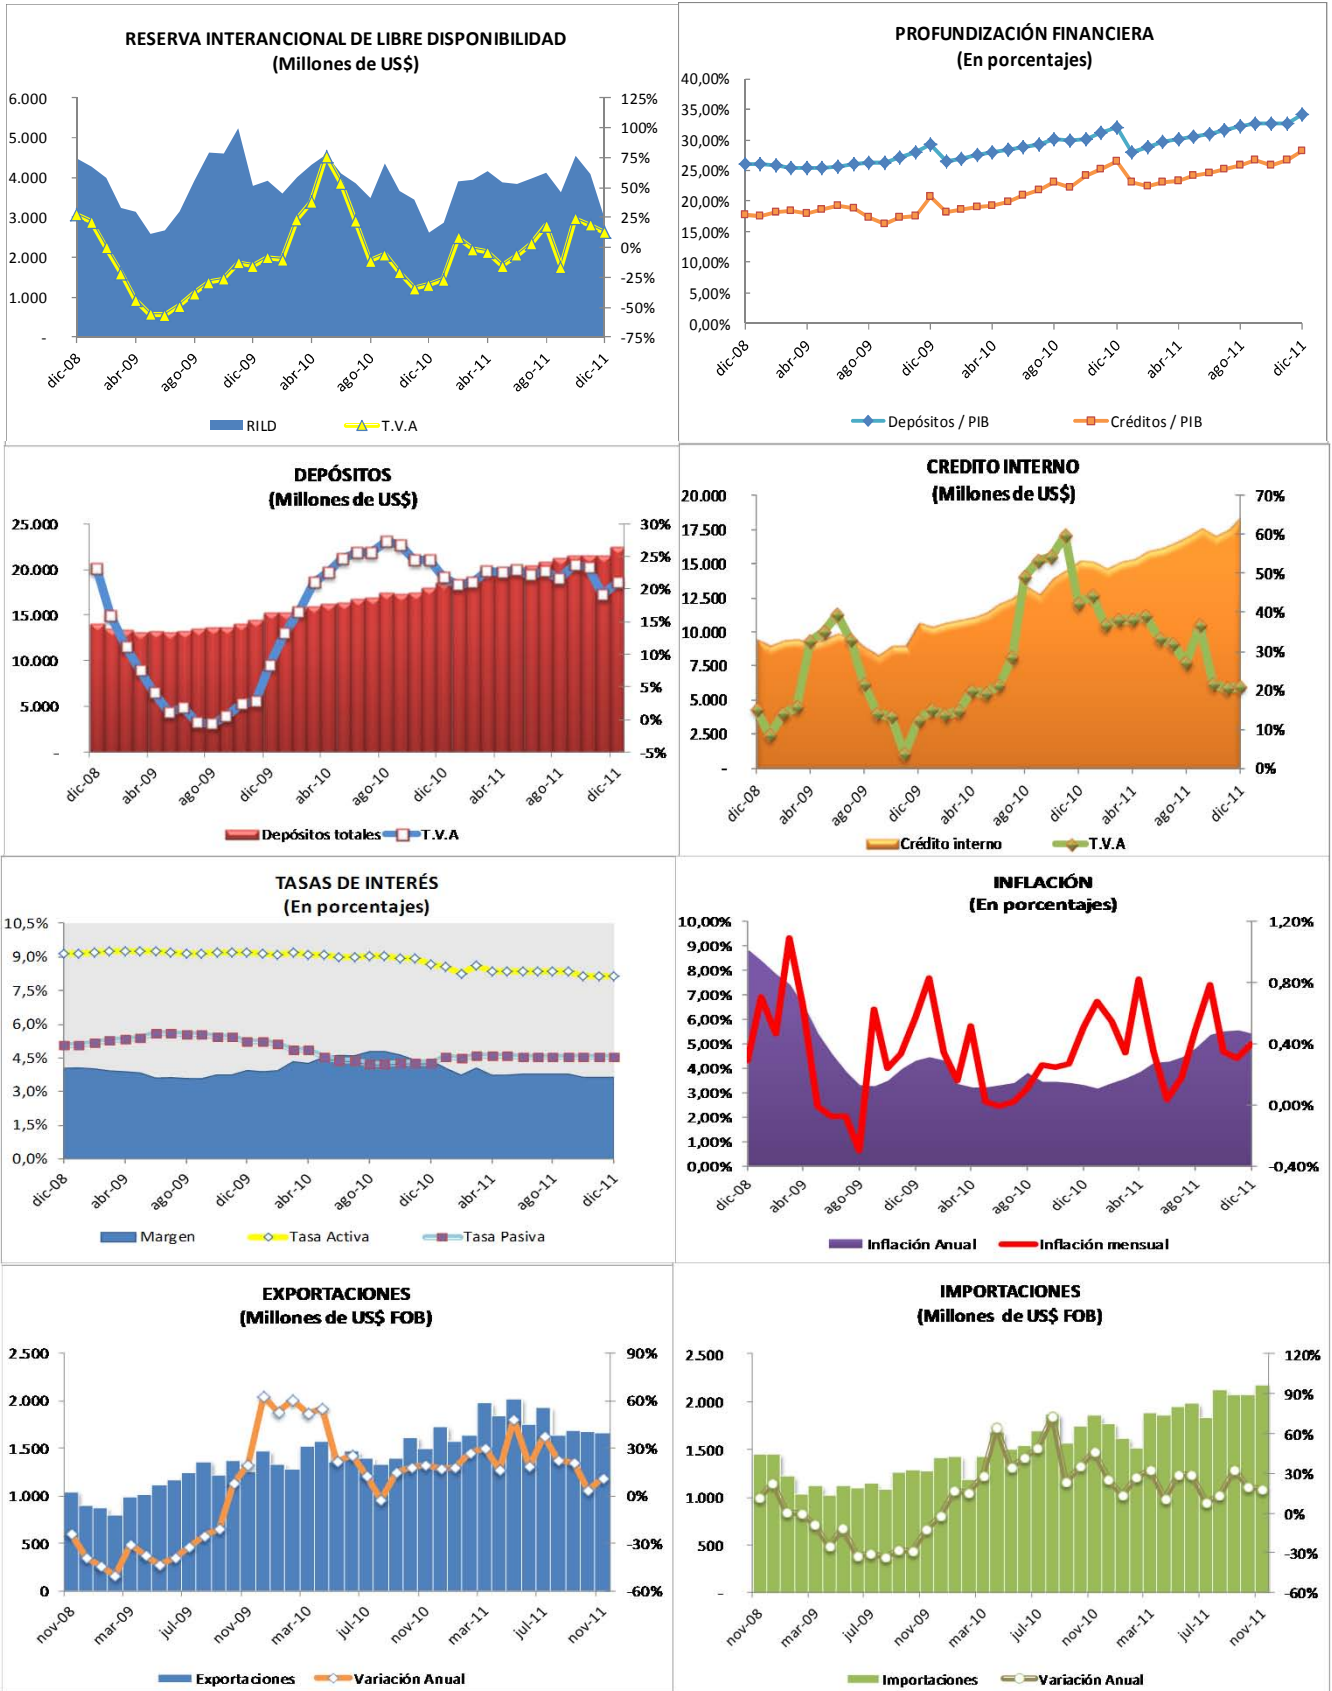 RESERVA INTERANCIONAL DE LIBRE DISPONIBILIDAD
(Millones de US$)
6.000
5.000
4.000
3.000
2.000
1.000
-
125%
100%
75%
50%
25%
0%
-25%
-50%
-75%
dic-08
abr-09
ago-09
dic-09
abr-10
ago-10
dic-10
abr-11
ago-11
dic-11
RILD
T.V.A
PROFUNDIZACIÓN FINANCIERA
(En porcentajes)
40,00%
35,00%
30,00%
25,00%
20,00%
15,00%
10,00%
5,00%
0,00%
dic-08
abr-09
ago-09
dic-09
abr-10
ago-10
dic-10
abr-11
ago-11
dic-11
Depósitos / PIB
Créditos / PIB
DEPÓSITOS
(Millones de US$)
25.000
20.000
15.000
10.000
5.000
-
30%
25%
20%
15%
10%
5%
0%
-5%
dic-08
abr-09
ago-09
dic-09
abr-10
ago-10
dic-10
abr-11
ago-11
dic-11
Depósitos totales
T.V.A
CREDITO INTERNO
(Millones de US$)
20.000
17.500
15.000
12.500
10.000
7.500
5.000
2.500
-
70%
60%
50%
40%
30%
20%
10%
0%
dic-08
abr-09
ago-09
dic-09
abr-10
ago-10
dic-10
abr-11
ago-11
dic-11
Crédito interno
T.V.A
TASAS DE INTERÉS
(En porcentajes)
10,5%
9,0%
7,5%
6,0%
4,5%
3,0%
1,5%
0,0%
dic-08
abr-09
ago-09
dic-09
abr-10
ago-10
dic-10
abr-11
ago-11
dic-11
Margen
Tasa Activa
Tasa Pasiva
INFLACIÓN
(En porcentajes)
10,00%
9,00%
8,00%
7,00%
6,00%
5,00%
4,00%
3,00%
2,00%
1,00%
0,00%
1,20%
0,80%
0,40%
0,00%
-0,40%
dic-08
abr-09
ago-09
dic-09
abr-10
ago-10
dic-10
abr-11
ago-11
dic-11
Inflación Anual
Inflación mensual
EXPORTACIONES
(Millones de US$ FOB)
2.500
2.000
1.500
1.000
500
0
90%
60%
30%
0%
-30%
-60%
nov-08
mar-09
jul-09
nov-09
mar-10
jul-10
nov-10
mar-11
jul-11
nov-11
Exportaciones
Variación Anual
IMPORTACIONES
(Millones de US$ FOB)
2.500
2.000
1.500
1.000
500
-
120%
90%
60%
30%
0%
-30%
-60%
nov-08
mar-09
jul-09
nov-09
mar-10
jul-10
nov-10
mar-11
jul-11
nov-11
Importaciones
Variación Anual